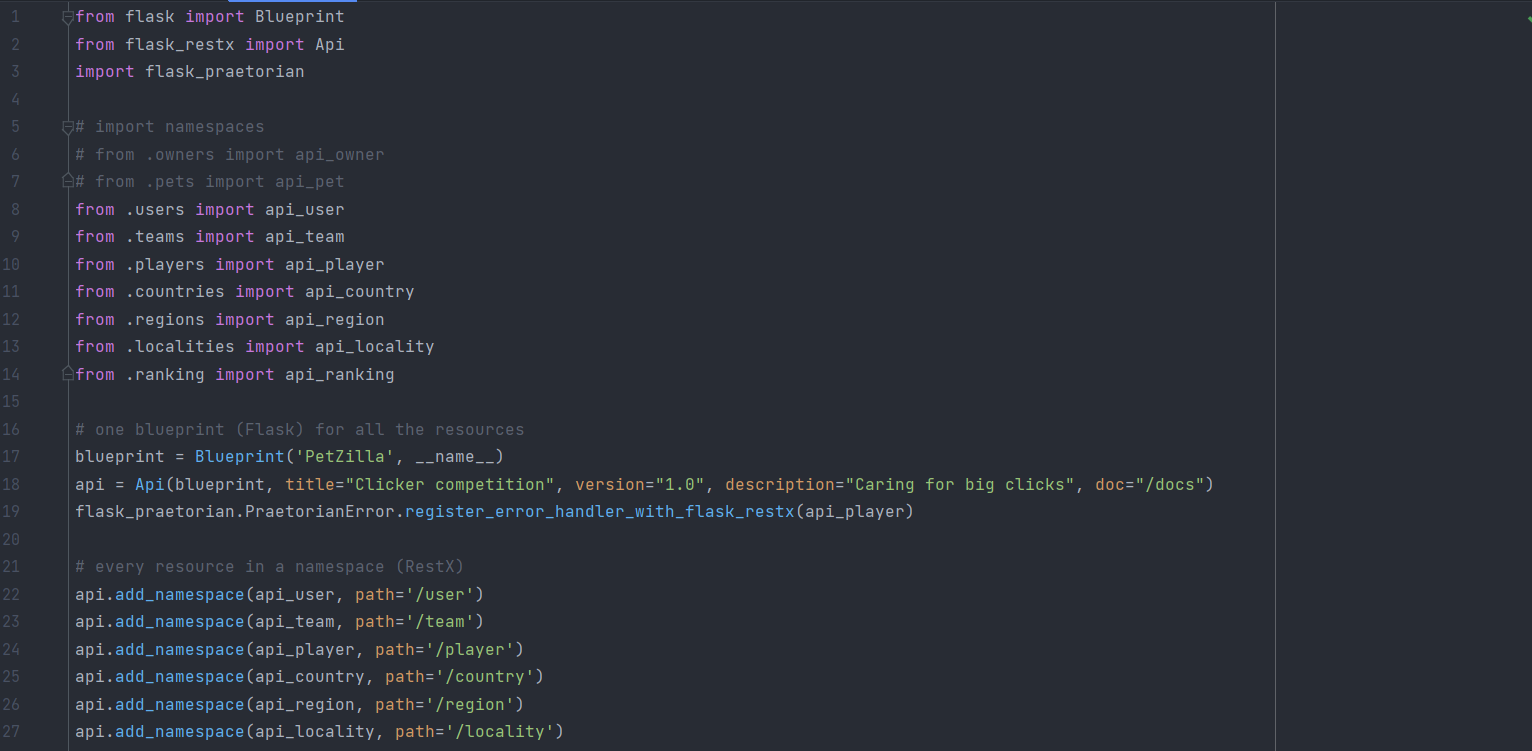 1 from flask import Blueprint
2 from flask_restx import Api
3 import flask_praetorian
4
5 # import namespaces
6 # from .owners import api_owner
7 # from .pets import api_pet
8 from .users import api_user
9 from .teams import api_team
10 from .players import api_player
11 from .countries import api_country
12 from .regions import api_region
13 from .localities import api_locality
14 from .ranking import api_ranking
15
16 # one blueprint (Flask) for all the resources
17 blueprint = Blueprint('PetZilla', __name__)
18 api = Api(blueprint, title="Clicker competition", version="1.0", description="Caring for big clicks", doc="/docs")
19 flask_praetorian.PraetorianError.register_error_handler_with_flask_restx(api_player)
20
21 # every resource in a namespace (RestX)
22 api.add_namespace(api_user, path='/user')
23 api.add_namespace(api_team, path='/team')
24 api.add_namespace(api_player, path='/player')
25 api.add_namespace(api_country, path='/country')
26 api.add_namespace(api_region, path='/region')
27 api.add_namespace(api_locality, path='/locality')